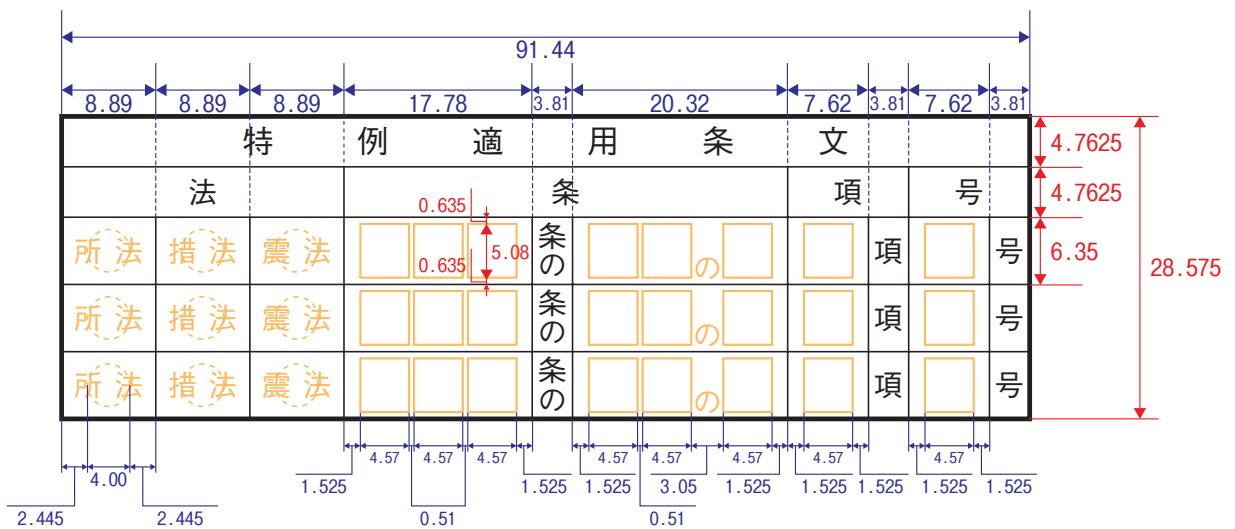 91.44
8.89 8.89 8.89 17.78 3.81 20.32 7.62 3.81 7.62 3.81
特例適用条文 4.7625
法 条 項 号 4.7625
0.635
所法 措法 震法 5.08 条の の 項 号 6.35
0.635
28.575
所法 措法 震法 条の の 項 号
所法 措法 震法 条の の 項 号
4.57 4.57 4.57 4.57 4.57 4.57 4.57 4.57
4.00 1.525 1.525 1.525 3.05 1.525 1.525 1.525 1.525 1.525
2.445 2.445 0.51 0.51